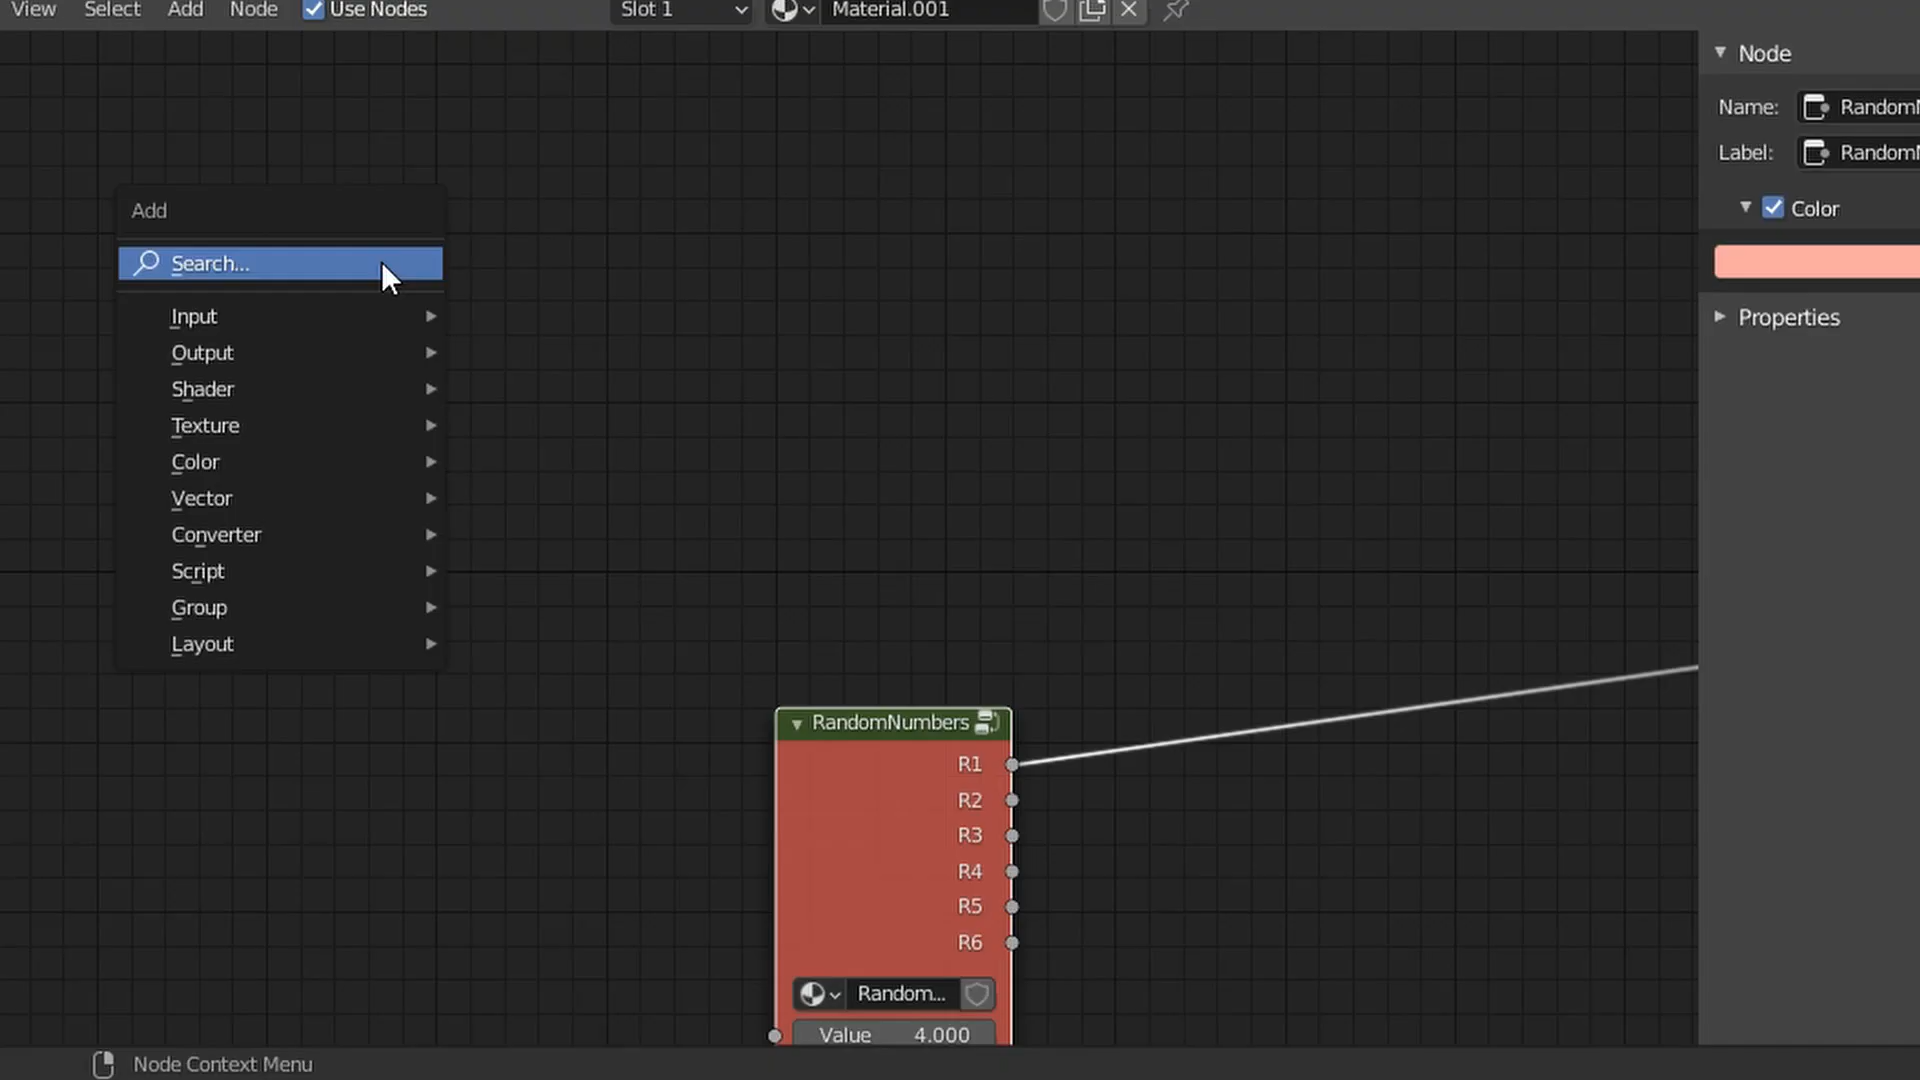 View Select Add Node Use Nodes Slot 1 Material.001
Node
Name: Random
Label: Random
Color
Properties
Add
Search...
Input
Output
Shader
Texture
Color
Vector
Converter
Script
Group
Layout
RandomNumbers
R1
R2
R3
R4
R5
R6
Random...
Value 4.000
Node Context Menu